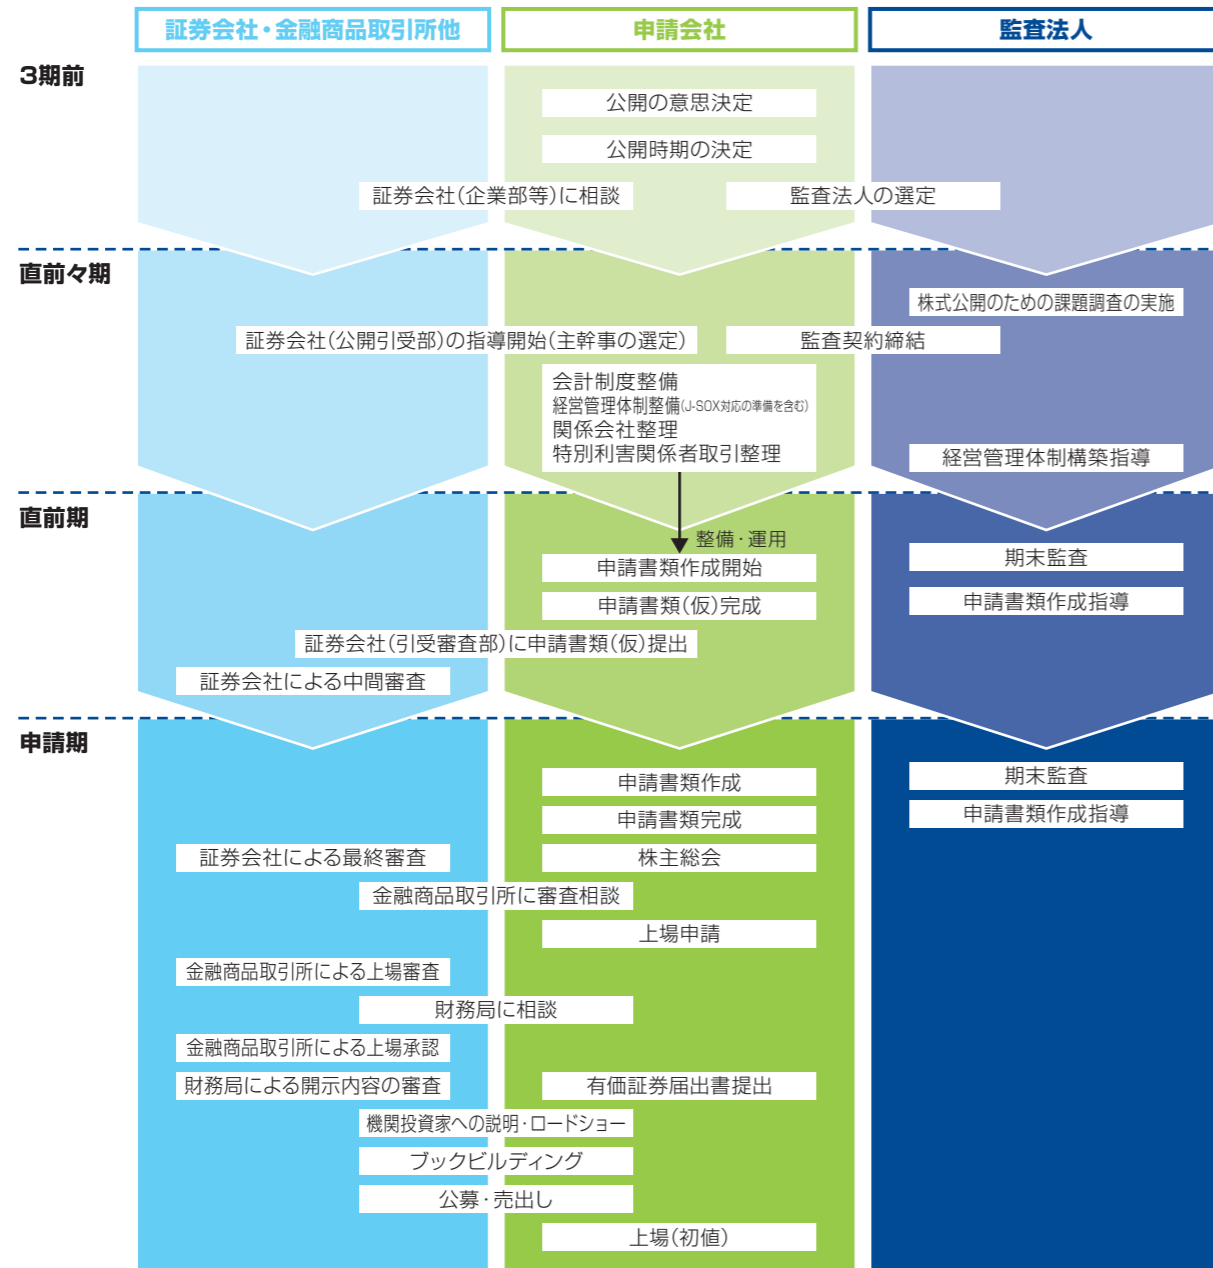 証券会社・金融商品取引所他
申請会社
監査法人
3期前
公開の意思決定
公開時期の決定
証券会社(企業部等)に相談
監査法人の選定
直前々期
株式公開のための課題調査の実施
証券会社(公開引受部)の指導開始(主幹事の選定)
監査契約締結
会計制度整備
経営管理体制整備(J-SOX対応の準備を含む)
関係会社整理
特別利害関係者取引整理
経営管理体制構築指導
直前期
整備・運用
期末監査
申請書類作成開始
申請書類作成指導
申請書類(仮)完成
証券会社(引受審査部)に申請書類(仮)提出
証券会社による中間審査
申請期
期末監査
申請書類作成
申請書類作成指導
申請書類完成
証券会社による最終審査
株主総会
金融商品取引所に審査相談
上場申請
金融商品取引所による上場審査
財務局に相談
金融商品取引所による上場承認
財務局による開示内容の審査
有価証券届出書提出
機関投資家への説明・ロードショー
ブックビルディング
公募・売出し
上場(初値)